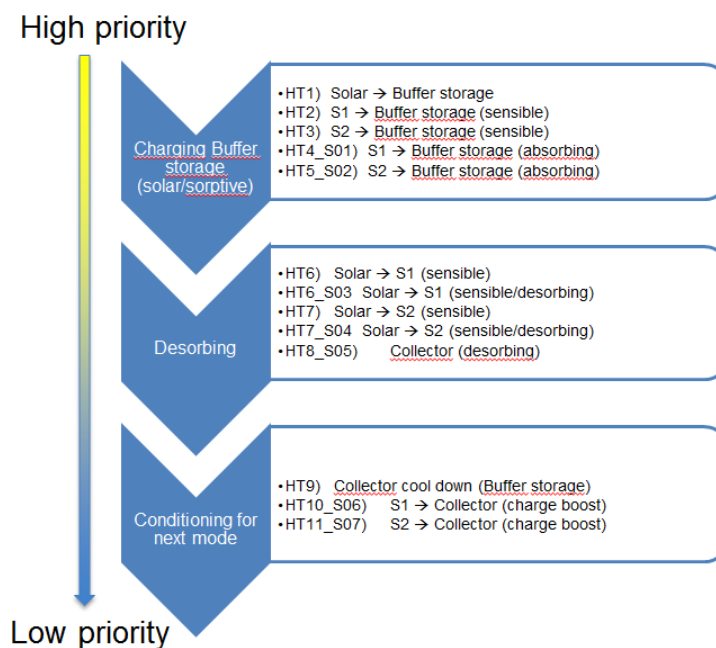 High priority
Charging Buffer
storage
(solar/sorptive)
•HT1) Solar → Buffer storage
•HT2) S1 → Buffer storage (sensible)
•HT3) S2 → Buffer storage (sensible)
•HT4_S01) S1 → Buffer storage (absorbing)
•HT5_S02) S2 → Buffer storage (absorbing)
Desorbing
•HT6) Solar → S1 (sensible)
•HT6_S03 Solar → S1 (sensible/desorbing)
•HT7) Solar → S2 (sensible)
•HT7_S04 Solar → S2 (sensible/desorbing)
•HT8_S05) Collector (desorbing)
Conditioning for
next mode
•HT9) Collector cool down (Buffer storage)
•HT10_S06) S1 → Collector (charge boost)
•HT11_S07) S2 → Collector (charge boost)
Low priority